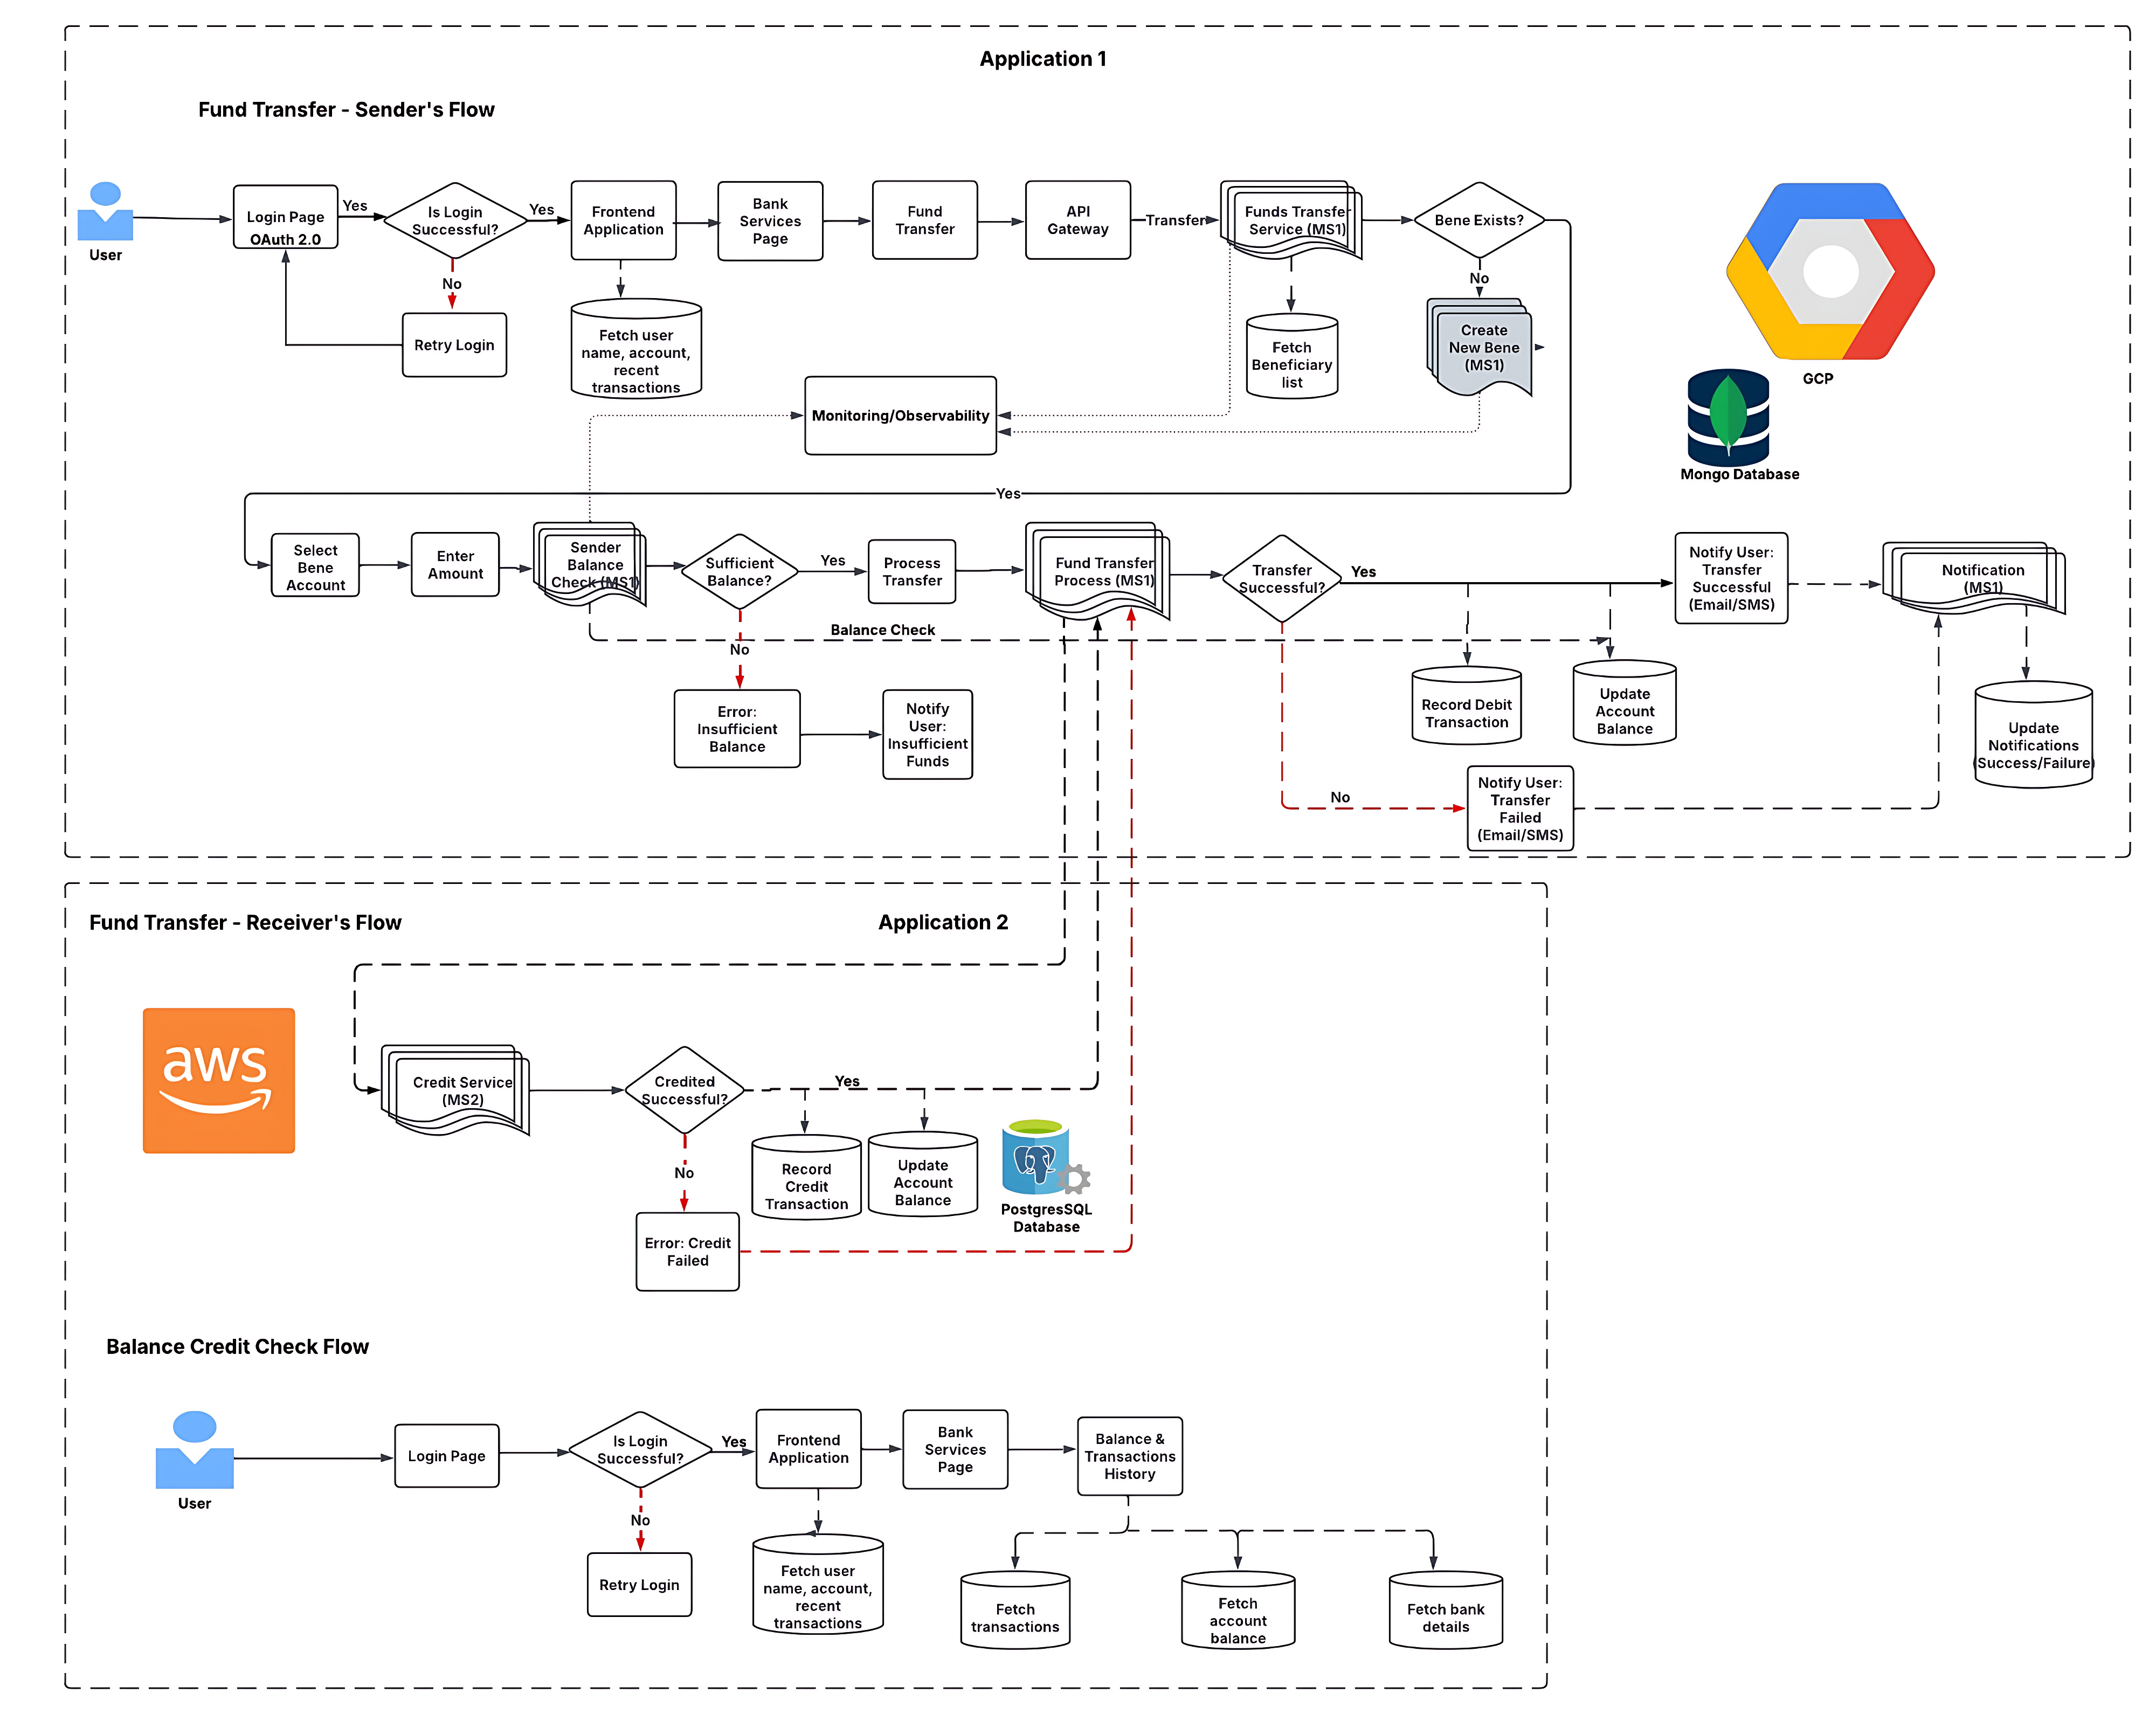 Application 1
Fund Transfer - Sender's Flow
User
Login Page
OAuth 2.0
Yes
Is Login
Successful?
Yes
No
Retry Login
Frontend
Application
Fetch user
name, account,
recent
transactions
Bank
Services
Page
Fund
Transfer
API
Gateway
Transfer
Funds Transfer
Service (MS1)
Fetch
Beneficiary
list
Bene Exists?
No
Create
New Bene
(MS1)
GCP
Mongo Database
Monitoring/Observability
Yes
Select
Bene
Account
Enter
Amount
Sender
Balance
Check (MS1)
Sufficient
Balance?
Yes
Process
Transfer
Fund Transfer
Process (MS1)
Transfer
Successful?
Yes
Notify User:
Transfer
Successful
(Email/SMS)
Notification
(MS1)
Balance Check
No
Error:
Insufficient
Balance
Notify
User:
Insufficient
Funds
Record Debit
Transaction
Update
Account
Balance
Update
Notifications
(Success/Failure)
No
Notify User:
Transfer
Failed
(Email/SMS)
Fund Transfer - Receiver's Flow
Application 2
aws
Credit Service
(MS2)
Credited
Successful?
Yes
No
Error: Credit
Failed
Record
Credit
Transaction
Update
Account
Balance
PostgresSQL
Database
Balance Credit Check Flow
User
Login Page
Is Login
Successful?
Yes
No
Retry Login
Frontend
Application
Fetch user
name, account,
recent
transactions
Bank
Services
Page
Balance &
Transactions
History
Fetch
transactions
Fetch
account
balance
Fetch bank
details